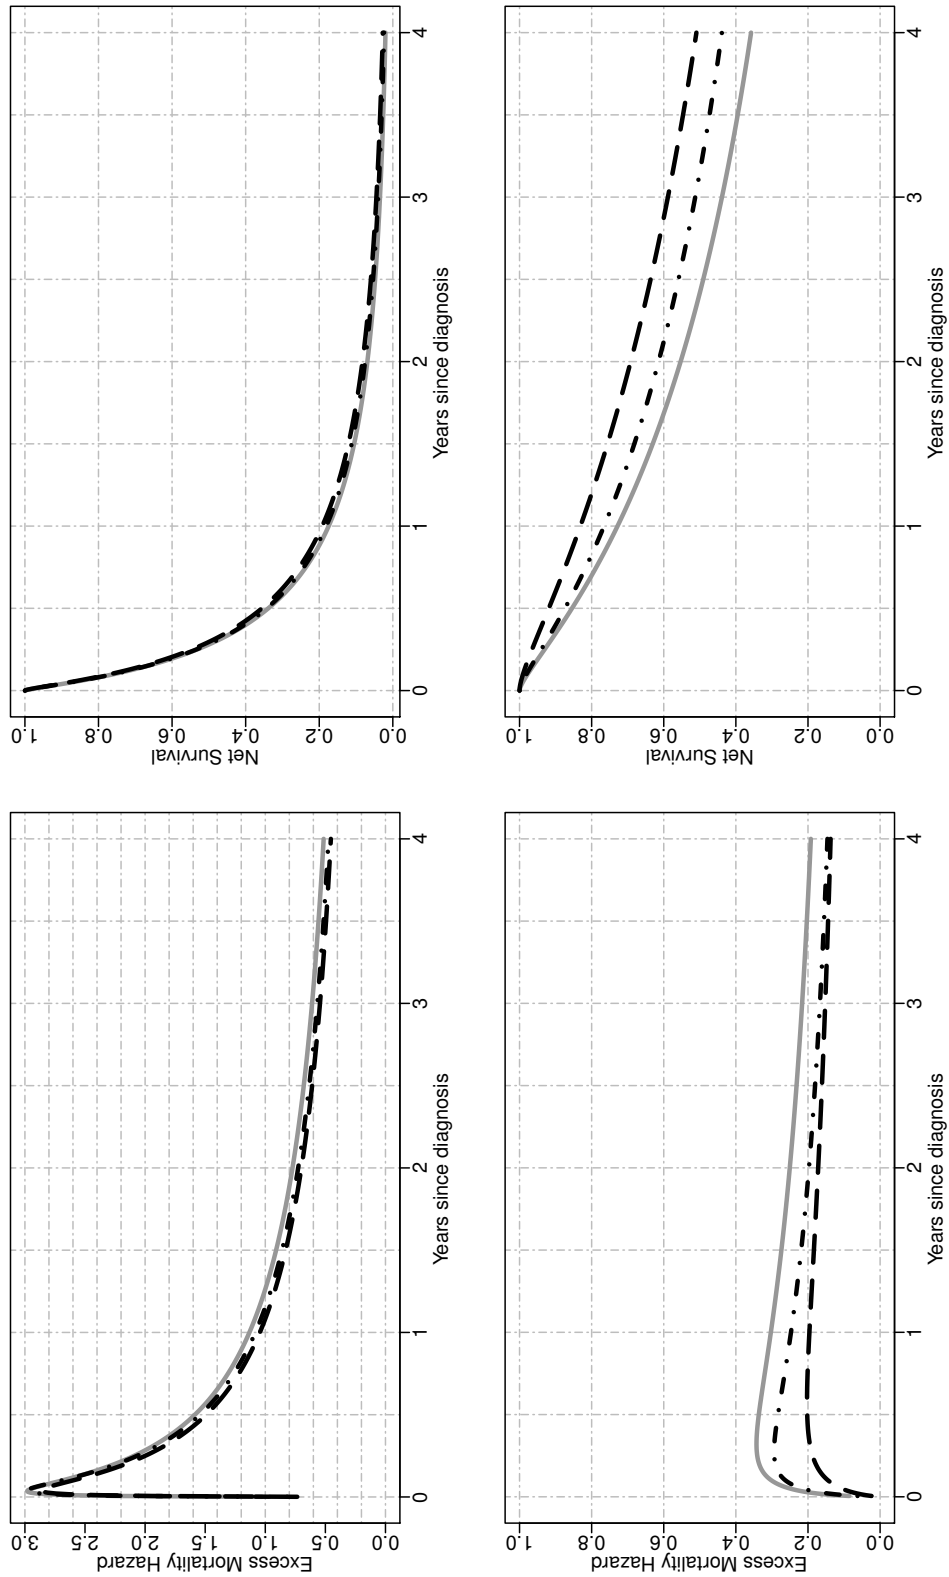 Excess Mortality Hazard
3.0
2.5
2.0
1.5
1.0
0.5
0.0
0 1 2 3 4
Years since diagnosis
Net Survival
1.0
0.8
0.6
0.4
0.2
0.0
0 1 2 3 4
Years since diagnosis
Excess Mortality Hazard
1.0
0.8
0.6
0.4
0.2
0.0
0 1 2 3 4
Years since diagnosis
Net Survival
1.0
0.8
0.6
0.4
0.2
0.0
0 1 2 3 4
Years since diagnosis